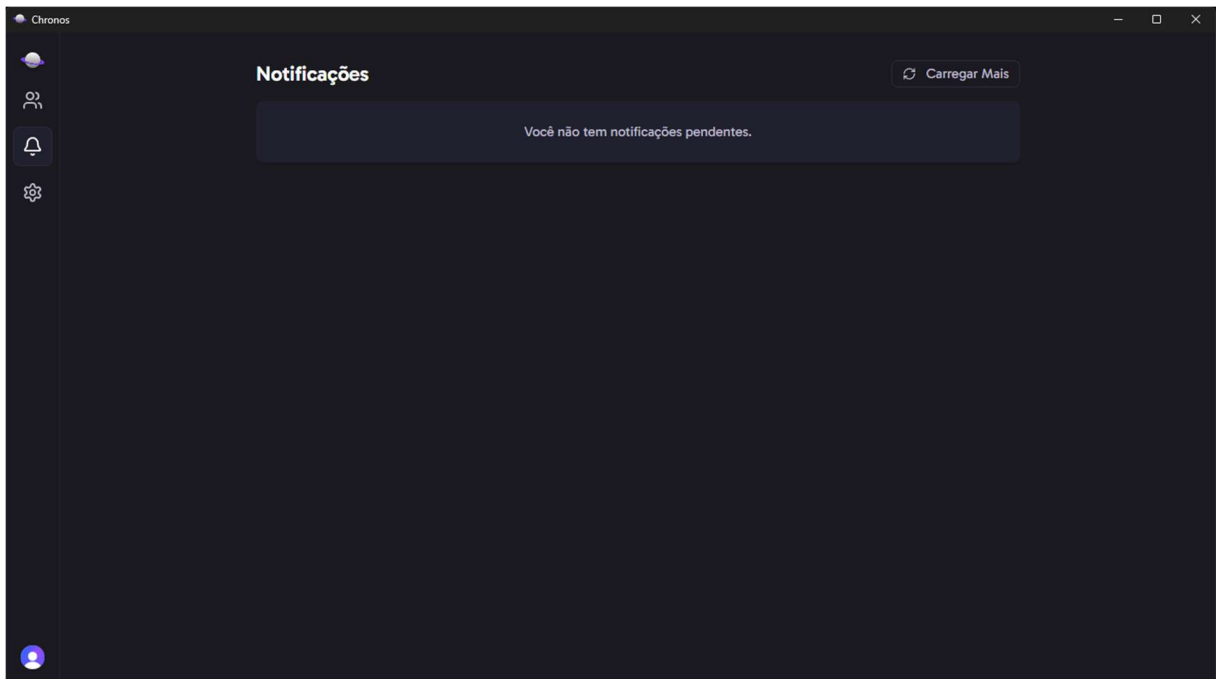 Chronos
Notificações
Carregar Mais
Você não tem notificações pendentes.